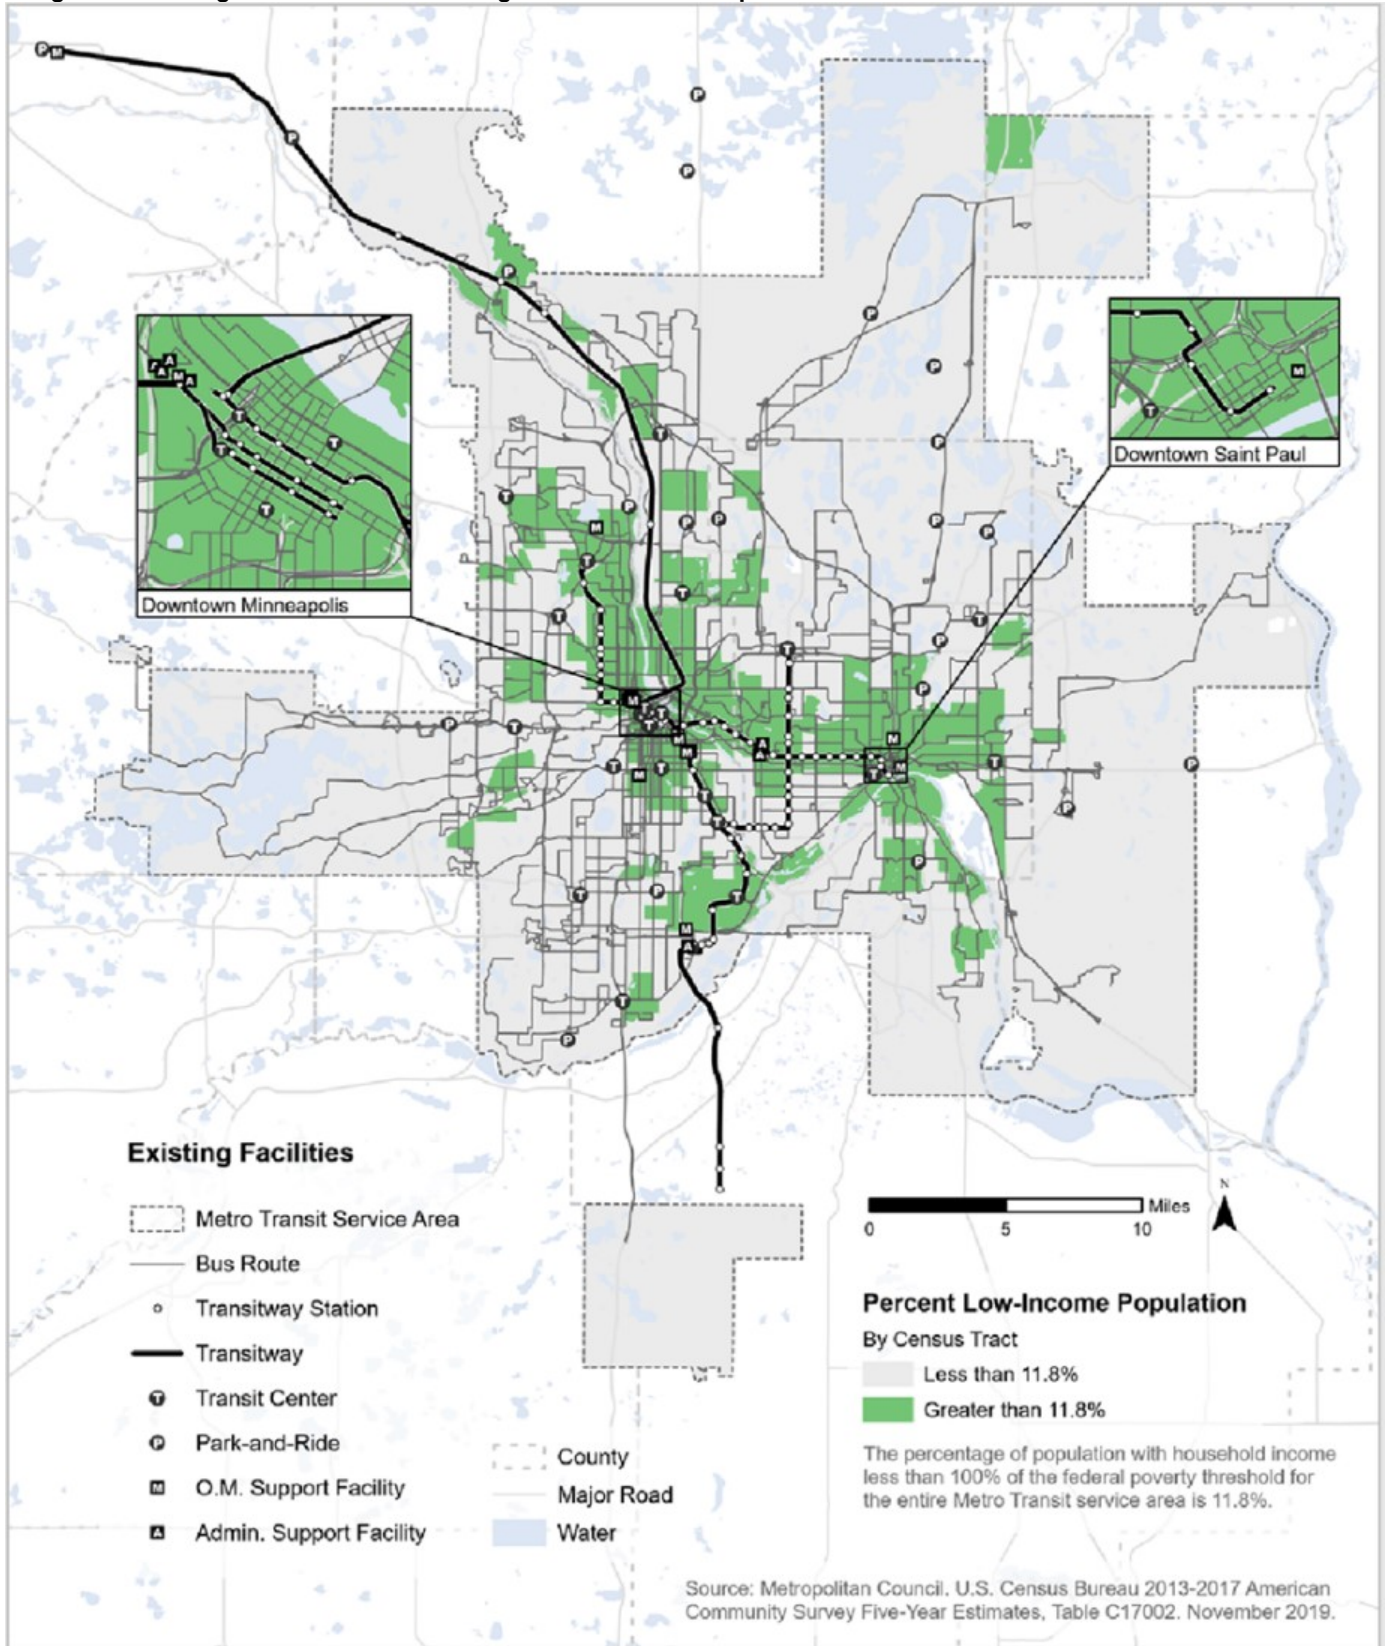 Downtown Minneapolis
Downtown Saint Paul
Existing Facilities
Metro Transit Service Area
Bus Route
Transitway Station
Transitway
T Transit Center
P Park-and-Ride
M O.M. Support Facility
A Admin. Support Facility
County
Major Road
Water
N
Miles
0 5 10
Percent Low-Income Population
By Census Tract
Less than 11.8%
Greater than 11.8%
The percentage of population with household income
less than 100% of the federal poverty threshold for
the entire Metro Transit service area is 11.8%.
Source: Metropolitan Council. U.S. Census Bureau 2013-2017 American
Community Survey Five-Year Estimates, Table C17002. November 2019.